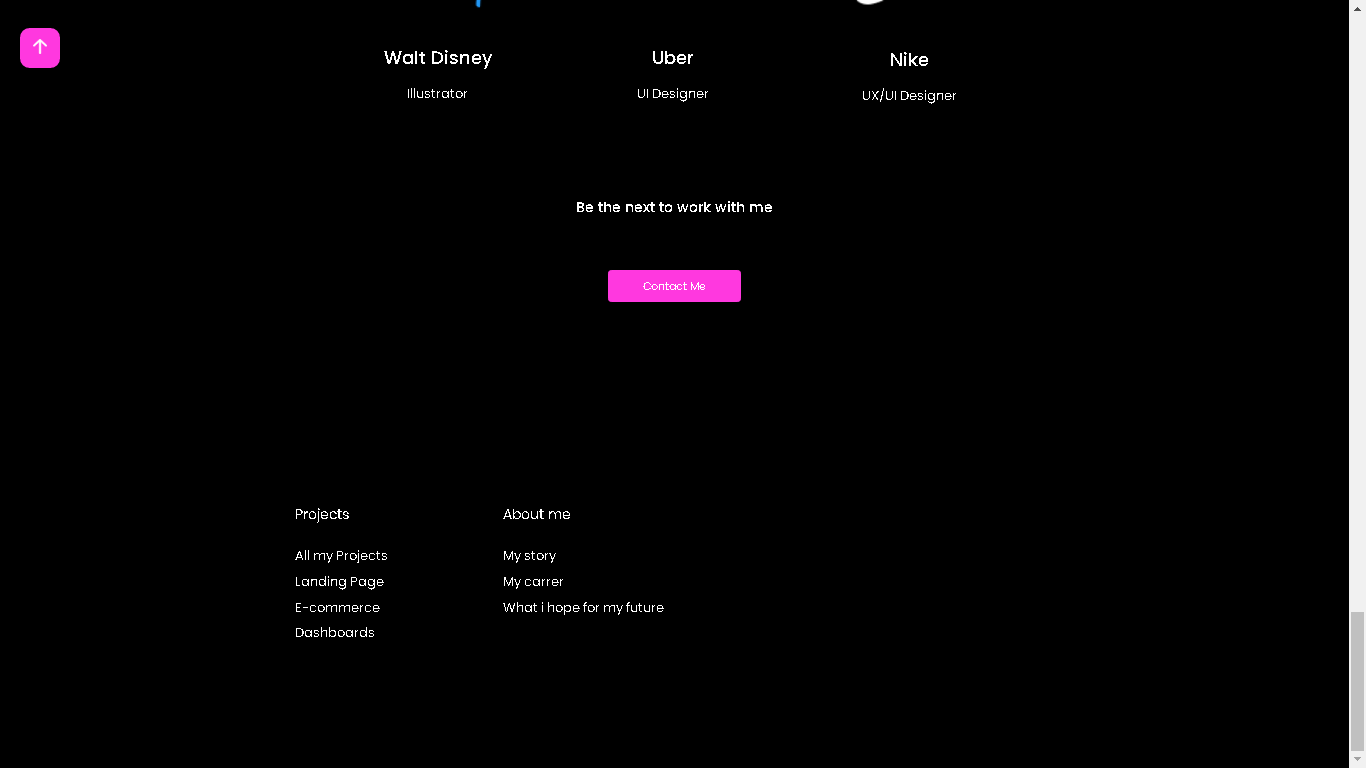 Walt Disney
Uber
Nike
Illustrator
UI Designer
UX/UI Designer
Be the next to work with me
Contact Me
Projects
All my Projects
Landing Page
E-commerce
Dashboards
About me
My story
My carrer
What i hope for my future